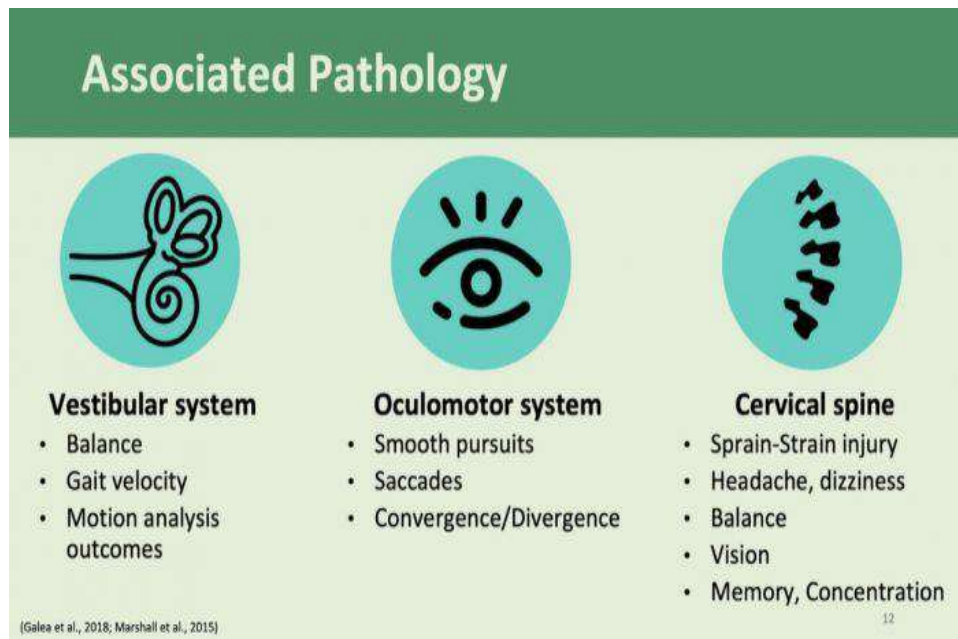 Associated Pathology
Vestibular system
• Balance
• Gait velocity
• Motion analysis
outcomes
Oculomotor system
• Smooth pursuits
• Saccades
• Convergence/Divergence
Cervical spine
• Sprain-Strain injury
• Headache, dizziness
• Balance
• Vision
• Memory, Concentration
(Galea et al., 2018; Marshall et al., 2015)
12